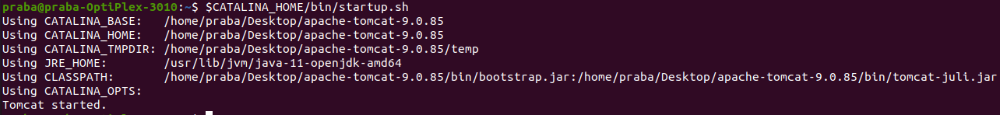 praba@praba-OptiPlex-3010:~$ $CATALINA_HOME/bin/startup.sh
Using CATALINA_BASE:   /home/praba/Desktop/apache-tomcat-9.0.85
Using CATALINA_HOME:   /home/praba/Desktop/apache-tomcat-9.0.85
Using CATALINA_TMPDIR: /home/praba/Desktop/apache-tomcat-9.0.85/temp
Using JRE_HOME:        /usr/lib/jvm/java-11-openjdk-amd64
Using CLASSPATH:       /home/praba/Desktop/apache-tomcat-9.0.85/bin/bootstrap.jar:/home/praba/Desktop/apache-tomcat-9.0.85/bin/tomcat-juli.jar
Using CATALINA_OPTS:
Tomcat started.